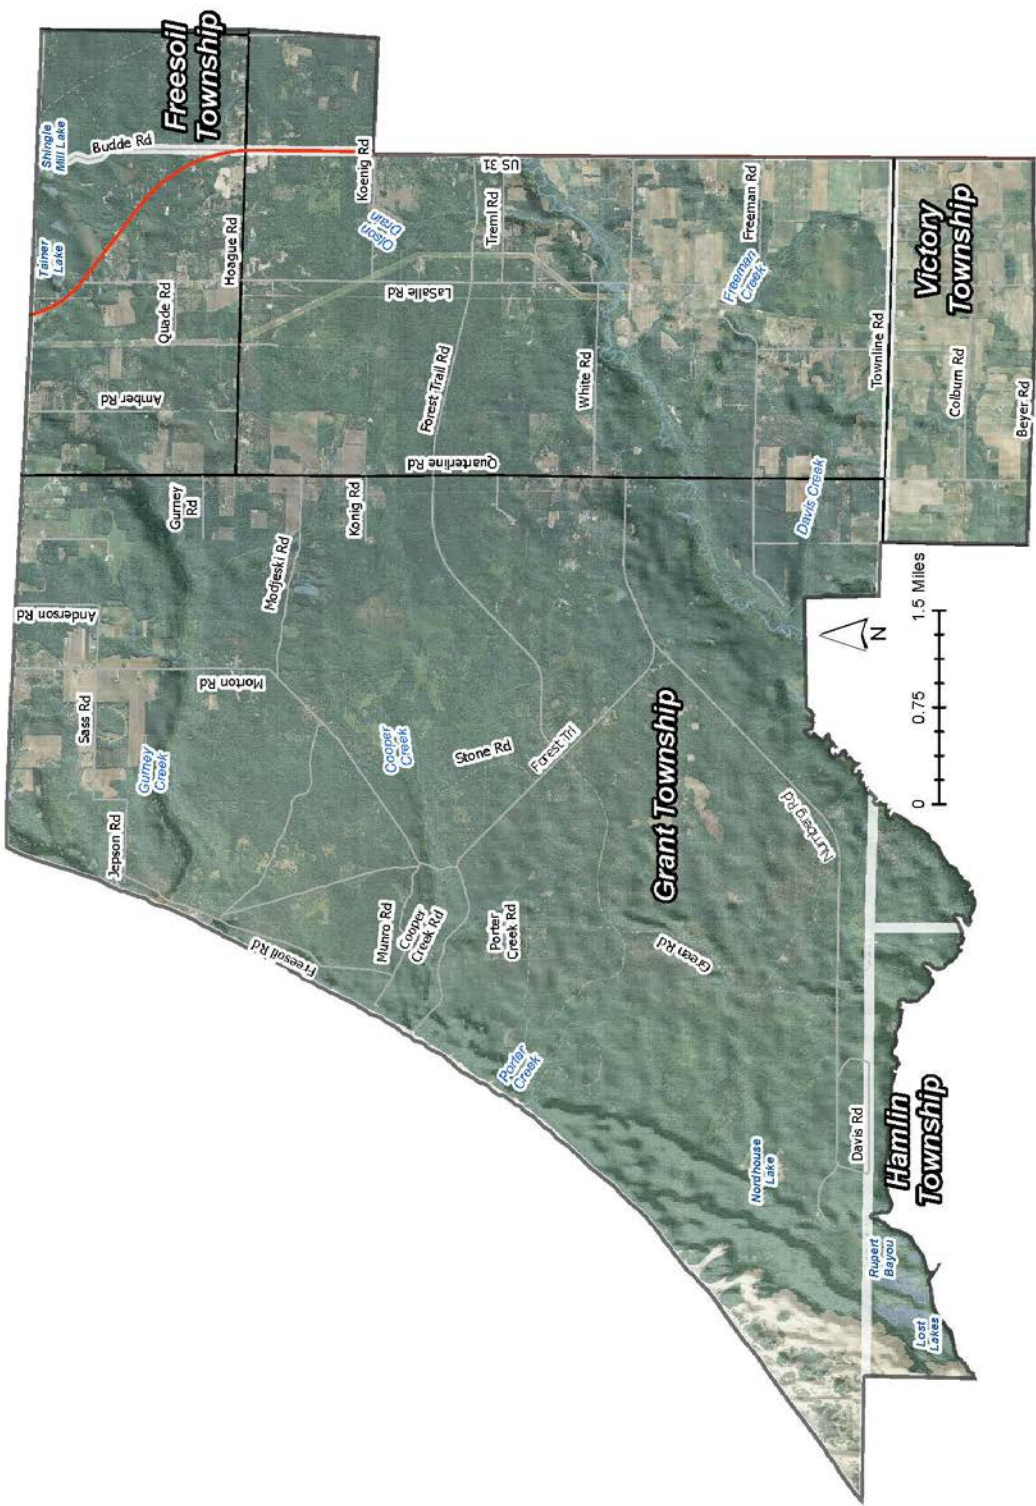 Shingle
Mill Lake
Tainer
Lake
Anderson Rd
Sass Rd
Jepson Rd
Budde Rd
Freesoil
Township
Amber Rd
Quade Rd
Gurney
Creek
Gurney
Rd
Morton Rd
Hoague Rd
Modjeski Rd
Freesoil Rd
Koenig Rd
Konig Rd
Olson
Drain
Cooper
Creek
Munro Rd
Cooper
Creek Rd
LaSalle Rd
Forest Trail Rd
Quarterline Rd
Stone Rd
US 31
Treml Rd
Porter
Creek Rd
Porter
Creek
Forest Trl
White Rd
Grant Township
Green Rd
Freeman Rd
Freeman
Creek
Davis Creek
Nordhouse
Lake
Nurnberg Rd
Davis Rd
Townline Rd
N
Rupert
Bayou
Hamlin
Township
Lost
Lakes
Victory
Township
0 0.75 1.5 Miles
Colburn Rd
Beyer Rd